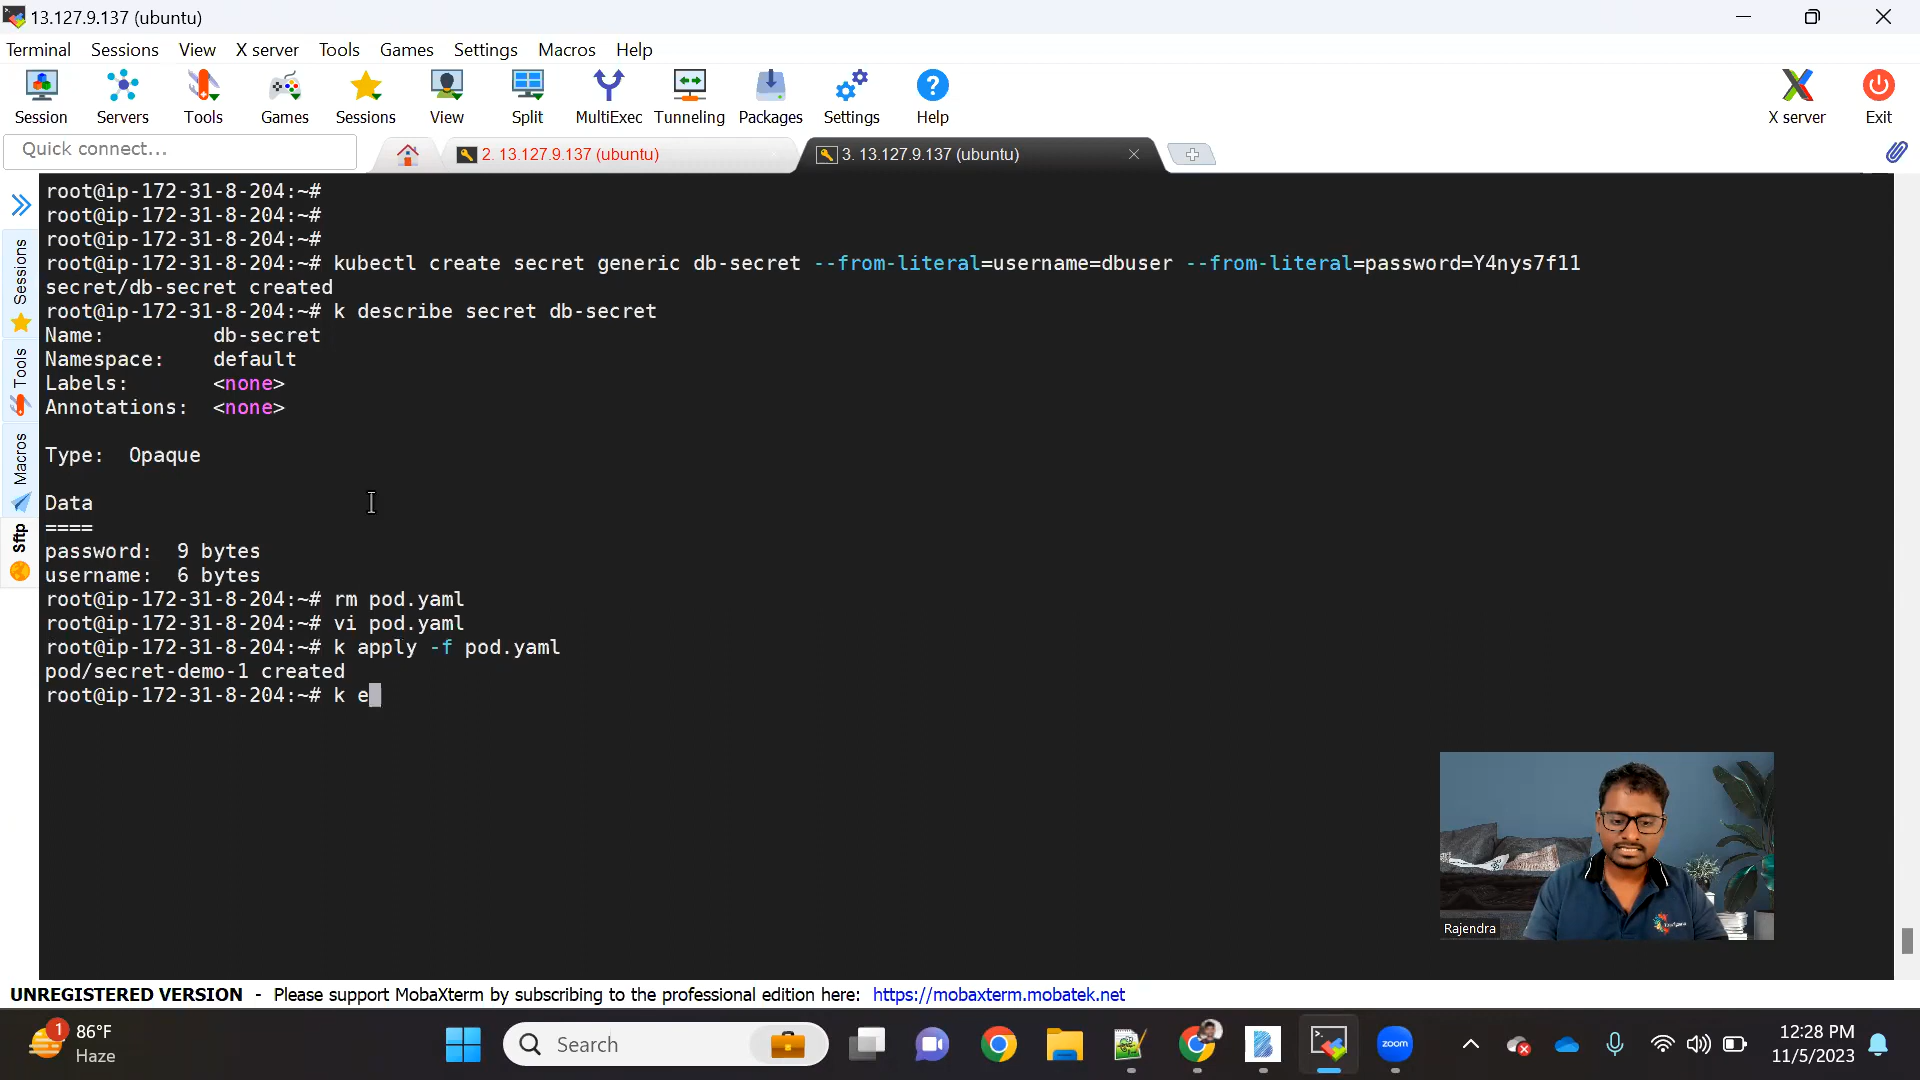 13.127.9.137 (ubuntu)
Terminal Sessions View X server Tools Games Settings Macros Help
Session Servers Tools Games Sessions View Split MultiExec Tunneling Packages Settings Help X server Exit
Quick connect...
2. 13.127.9.137 (ubuntu)
3. 13.127.9.137 (ubuntu)
Sessions
Tools
Macros
Sftp
root@ip-172-31-8-204:~#
root@ip-172-31-8-204:~#
root@ip-172-31-8-204:~#
root@ip-172-31-8-204:~# kubectl create secret generic db-secret --from-literal=username=dbuser --from-literal=password=Y4nys7f11
secret/db-secret created
root@ip-172-31-8-204:~# k describe secret db-secret
Name:         db-secret
Namespace:    default
Labels:       <none>
Annotations:  <none>
Type:  Opaque
Data
====
password:  9 bytes
username:  6 bytes
root@ip-172-31-8-204:~# rm pod.yaml
root@ip-172-31-8-204:~# vi pod.yaml
root@ip-172-31-8-204:~# k apply -f pod.yaml
pod/secret-demo-1 created
root@ip-172-31-8-204:~# k e
Rajendra
UNREGISTERED VERSION - Please support MobaXterm by subscribing to the professional edition here: https://mobaxterm.mobatek.net
1
86°F
Haze
Search
zoom
12:28 PM
11/5/2023